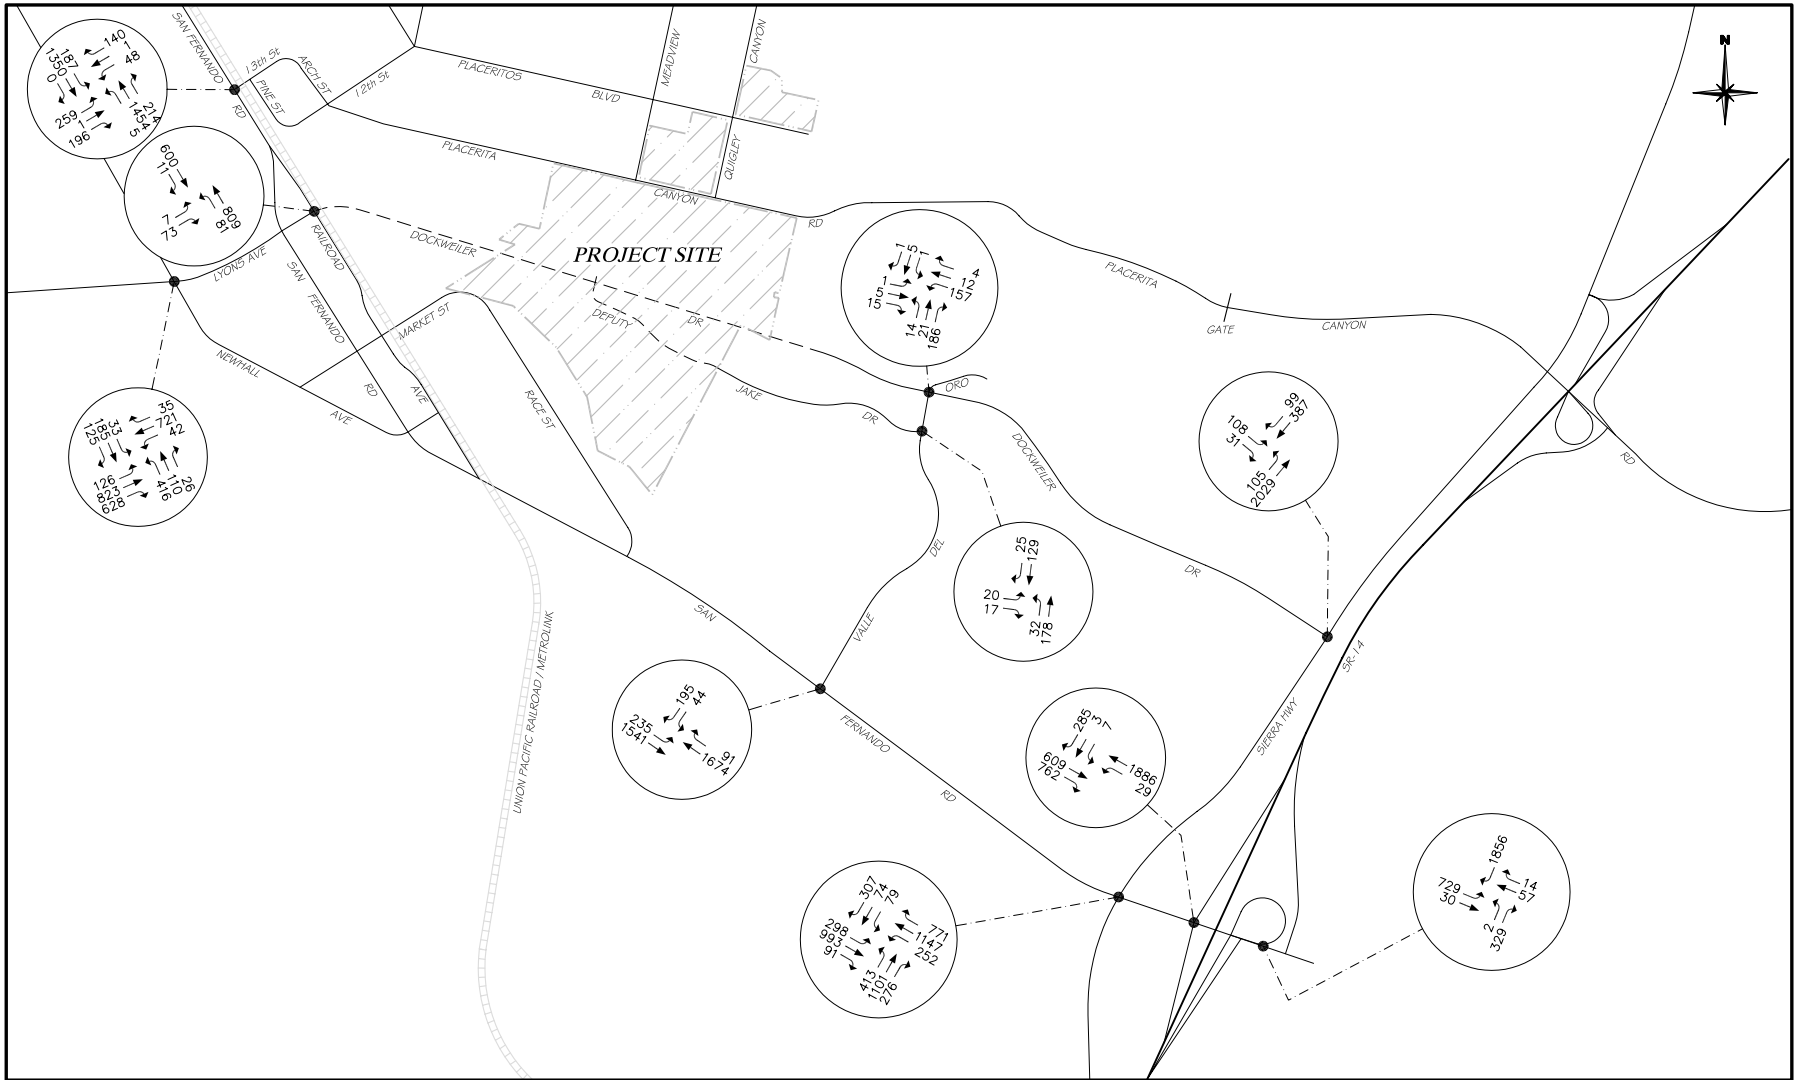 SAN FERNANDO
RD
13th St
ARCH ST
PINE ST
12th St
PLACERITOS
BLVD
MEADVIEW
CANYON
QUIGLEY
N
PLACERITA
CANYON
RD
PLACERITA
GATE
CANYON
RD
DOCKWEILER
PROJECT SITE
DR
DEPUTY
JAKE
DR
ORO
DOCKWEILER
DR
LYONS AVE
RAILROAD
AVE
SAN
FERNANDO
RD
MARKET ST
NEWHALL
AVE
RACE ST
DEL
VALLE
SAN
FERNANDO
RD
UNION PACIFIC RAILROAD / METROLINK
SIERRA HWY
SR-14
140
1
48
187
1350
0
259
1
196
214
1454
5
600
11
7
73
809
81
35
721
42
33
185
125
126
823
628
26
110
416
1
5
1
4
12
157
1
5
15
14
21
186
99
387
108
31
105
2029
25
129
20
17
32
178
195
44
235
1541
91
1674
285
3
7
609
762
1886
29
307
74
79
298
993
91
771
1147
252
413
1101
276
1856
729
30
14
57
2
329